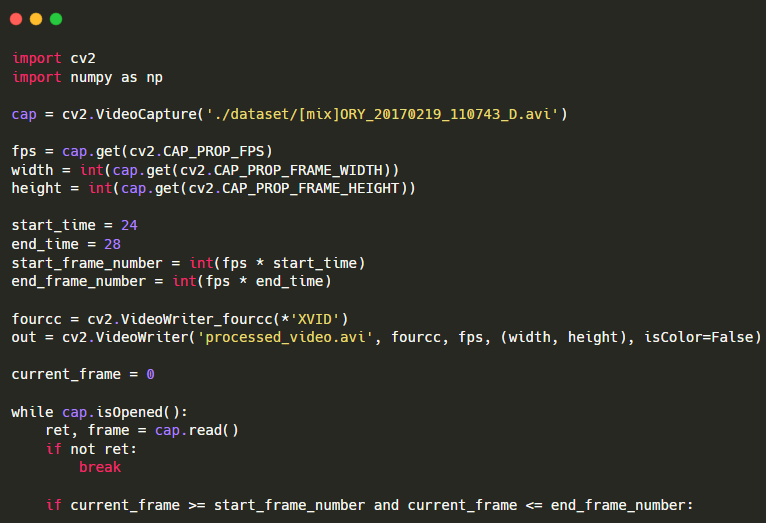 import cv2
import numpy as np
cap = cv2.VideoCapture('./dataset/[mix]ORY_20170219_110743_D.avi')
fps = cap.get(cv2.CAP_PROP_FPS)
width = int(cap.get(cv2.CAP_PROP_FRAME_WIDTH))
height = int(cap.get(cv2.CAP_PROP_FRAME_HEIGHT))
start_time = 24
end_time = 28
start_frame_number = int(fps * start_time)
end_frame_number = int(fps * end_time)
fourcc = cv2.VideoWriter_fourcc(*'XVID')
out = cv2.VideoWriter('processed_video.avi', fourcc, fps, (width, height), isColor=False)
current_frame = 0
while cap.isOpened():
    ret, frame = cap.read()
    if not ret:
        break
    if current_frame >= start_frame_number and current_frame <= end_frame_number: